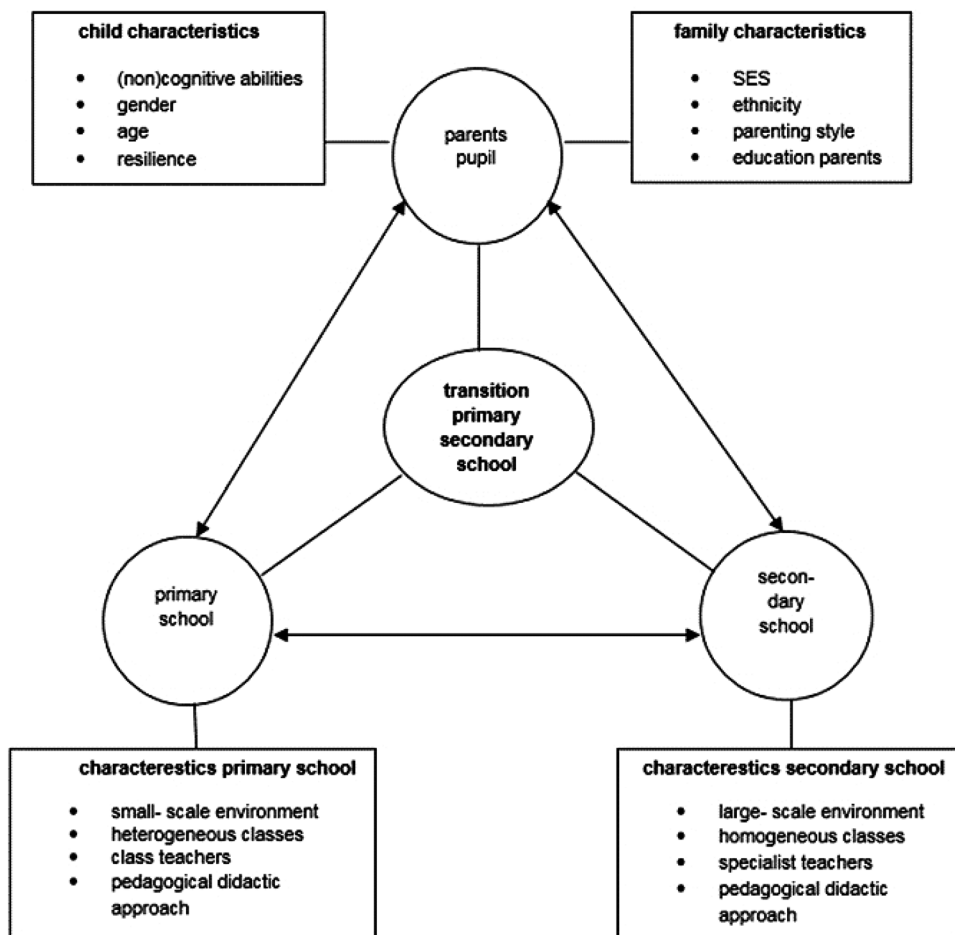 child characteristics
• (non)cognitive abilities
• gender
• age
• resilience
family characteristics
• SES
• ethnicity
• parenting style
• education parents
parents
pupil
transition
primary
secondary
school
primary
school
secon-
dary
school
characterestics primary school
• small- scale environment
• heterogeneous classes
• class teachers
• pedagogical didactic
approach
characterestics secondary school
• large- scale environment
• homogeneous classes
• specialist teachers
• pedagogical didactic
approach